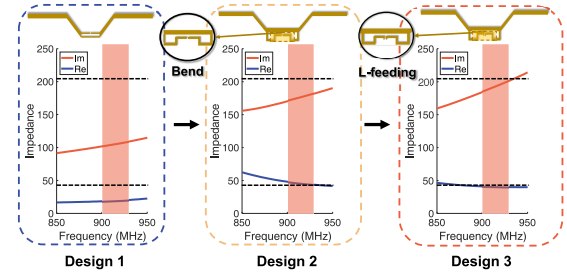 Bend
L-feeding
250
200
150
100
50
0
Impedance
Im
Re
850
900
950
Frequency (MHz)
Design 1
250
200
150
100
50
0
Impedance
Im
Re
850
900
950
Frequency (MHz)
Design 2
250
200
150
100
50
0
Impedance
Im
Re
850
900
950
Frequency (MHz)
Design 3